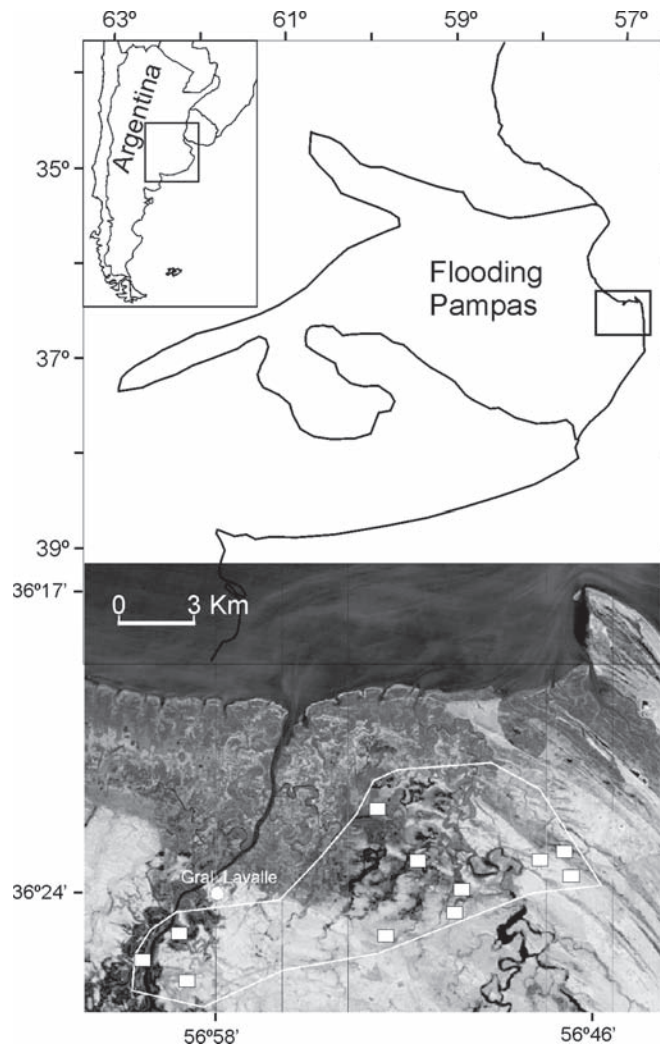 63º 61º 59º 57º
Argentina
35º
Flooding
Pampas
37º
39º
36º17'
0 3 Km
Gral. Lavalle
36º24'
56º58' 56º46'